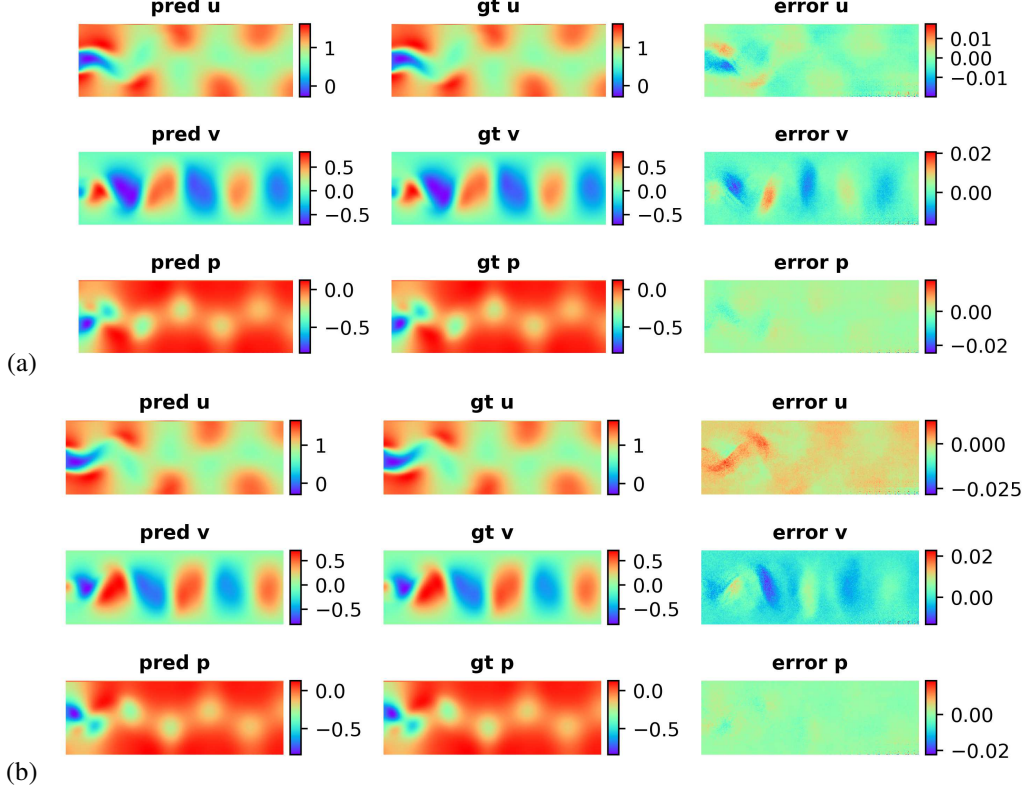 pred u gt u error u
1 0 1 0 0.01 0.00 −0.01
pred v gt v error v
0.5 0.0 −0.5 0.5 0.0 −0.5 0.02 0.00
pred p gt p error p
0.0 −0.5 0.0 −0.5 0.00 −0.02
(a)
pred u gt u error u
1 0 1 0 0.000 −0.025
pred v gt v error v
0.5 0.0 −0.5 0.5 0.0 −0.5 0.02 0.00
pred p gt p error p
0.0 −0.5 0.0 −0.5 0.00 −0.02
(b)